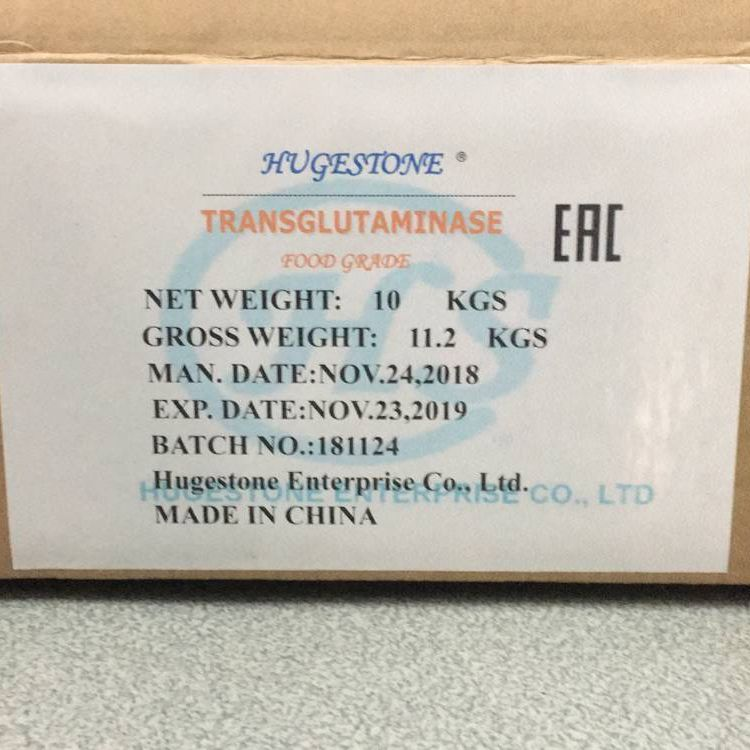 HUGESTONE ®
TRANSGLUTAMINASE
EAC
FOOD GRADE
NET WEIGHT: 10 KGS
GROSS WEIGHT: 11.2 KGS
MAN. DATE:NOV.24,2018
EXP. DATE:NOV.23,2019
BATCH NO.:181124
Hugestone Enterprise Co., Ltd.
HUGESTONE ENTERPRISE CO., LTD
MADE IN CHINA